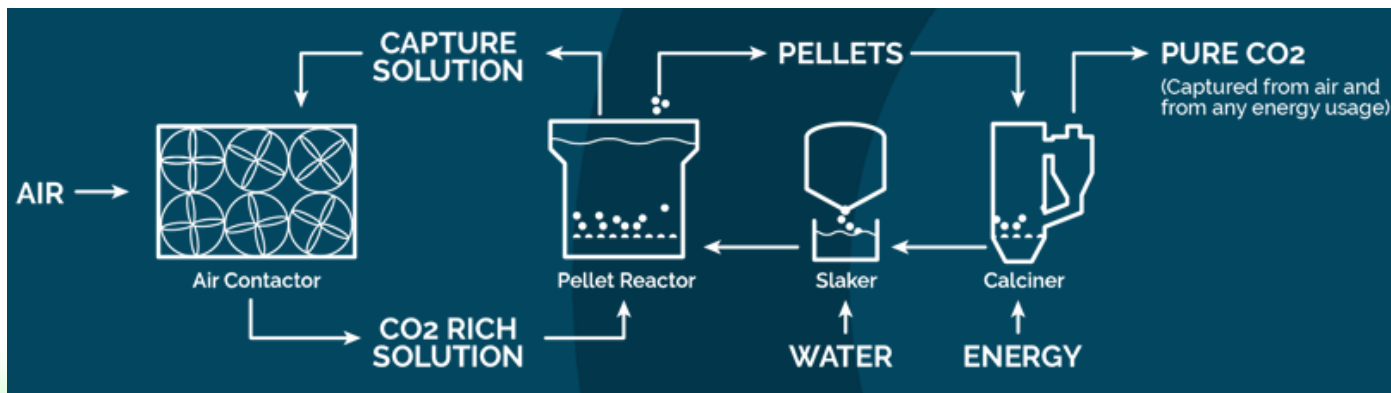 CAPTURE
SOLUTION
PELLETS
PURE CO2
(Captured from air and
from any energy usage)
AIR
Air Contactor
Pellet Reactor
Slaker
Calciner
CO2 RICH
SOLUTION
WATER
ENERGY